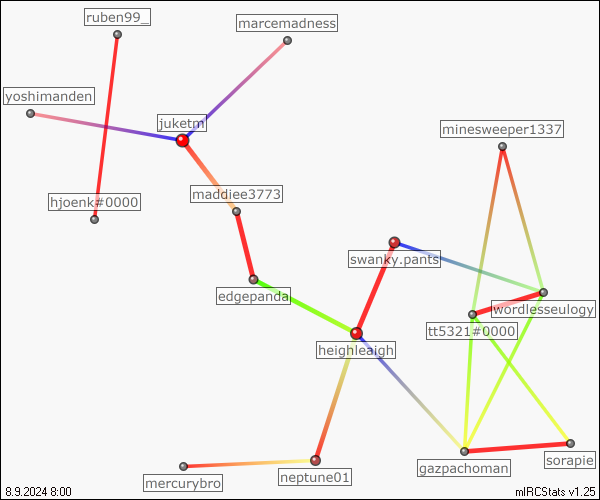 ruben99_
marcemadness
yoshimanden
juketm
minesweeper1337
maddiee3773
hjoenk#0000
swanky.pants
edgepanda
wordlesseulogy
tt5321#0000
heighleaigh
sorapie
gazpachoman
neptune01
mercurybro
8.9.2024 8:00
mIRCStats v1.25